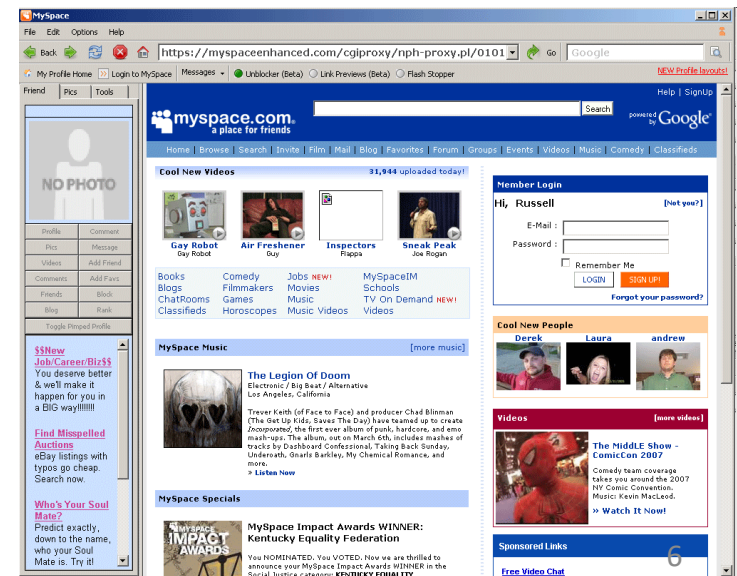 MySpace
File Edit Options Help
Back https://myspaceenhanced.com/cgiproxy/nph-proxy.pl/0101 Go Google
My Profile Home Login to MySpace Messages Unblocker (Beta) Link Previews (Beta) Flash Stopper NEW Profile layouts!
Friend Pics Tools
NO PHOTO
Profile Comment
Pics Message
Videos Add Friend
Comments Add Favs
Friends Block
Blog Rank
Toggle Pimped Profile
$$New
Job/Career/Biz$$
You deserve better
& we'll make it
happen for you in
a BIG way!!!!!!!!
Find Misspelled
Auctions
eBay listings with
typos go cheap.
Search now.
Who's Your Soul
Mate?
Predict exactly,
down to the name,
who your Soul
Mate is. Try it!
Help | SignUp
myspace.com
a place for friends
Search
powered by Google
Home | Browse | Search | Invite | Film | Mail | Blog | Favorites | Forum | Groups | Events | Videos | Music | Comedy | Classifieds
Cool New Videos 31,944 uploaded today!
Gay Robot Air Freshener Inspectors Sneak Peak
Gay Robot Guy Flappa Joe Rogan
Books Comedy Jobs NEW! MySpaceIM
Blogs Filmmakers Movies Schools
ChatRooms Games Music TV On Demand NEW!
Classifieds Horoscopes Music Videos Videos
MySpace Music [more music]
The Legion Of Doom
Electronic / Big Beat / Alternative
Los Angeles, California
Trever Keith (of Face to Face) and producer Chad Blinman
(The Get Up Kids, Saves The Day) have teamed up to create
Incorporated, the first ever album of punk, hardcore, and emo
mash-ups. The album, out on March 6th, includes mashes of
tracks by Dashboard Confessional, Taking Back Sunday,
Underoath, Gnarls Barkley, My Chemical Romance, and
more.
» Listen Now
MySpace Specials
MYSPACE
IMPACT
AWARDS
MySpace Impact Awards WINNER:
Kentucky Equality Federation
You NOMINATED. You VOTED. Now we are thrilled to
announce your MySpace Impact Awards WINNER in the
Social Justice category: KENTUCKY EQUALITY
Member Login
Hi, Russell [Not you?]
E-Mail :
Password :
Remember Me
LOGIN SIGN UP!
Forgot your password?
Cool New People
Derek Laura andrew
Videos [more videos]
The MiddLE Show -
ComicCon 2007
Comedy team coverage
takes you around the 2007
NY Comic Convention.
Music: Kevin MacLeod.
» Watch It Now!
Sponsored Links
Free Video Chat
6